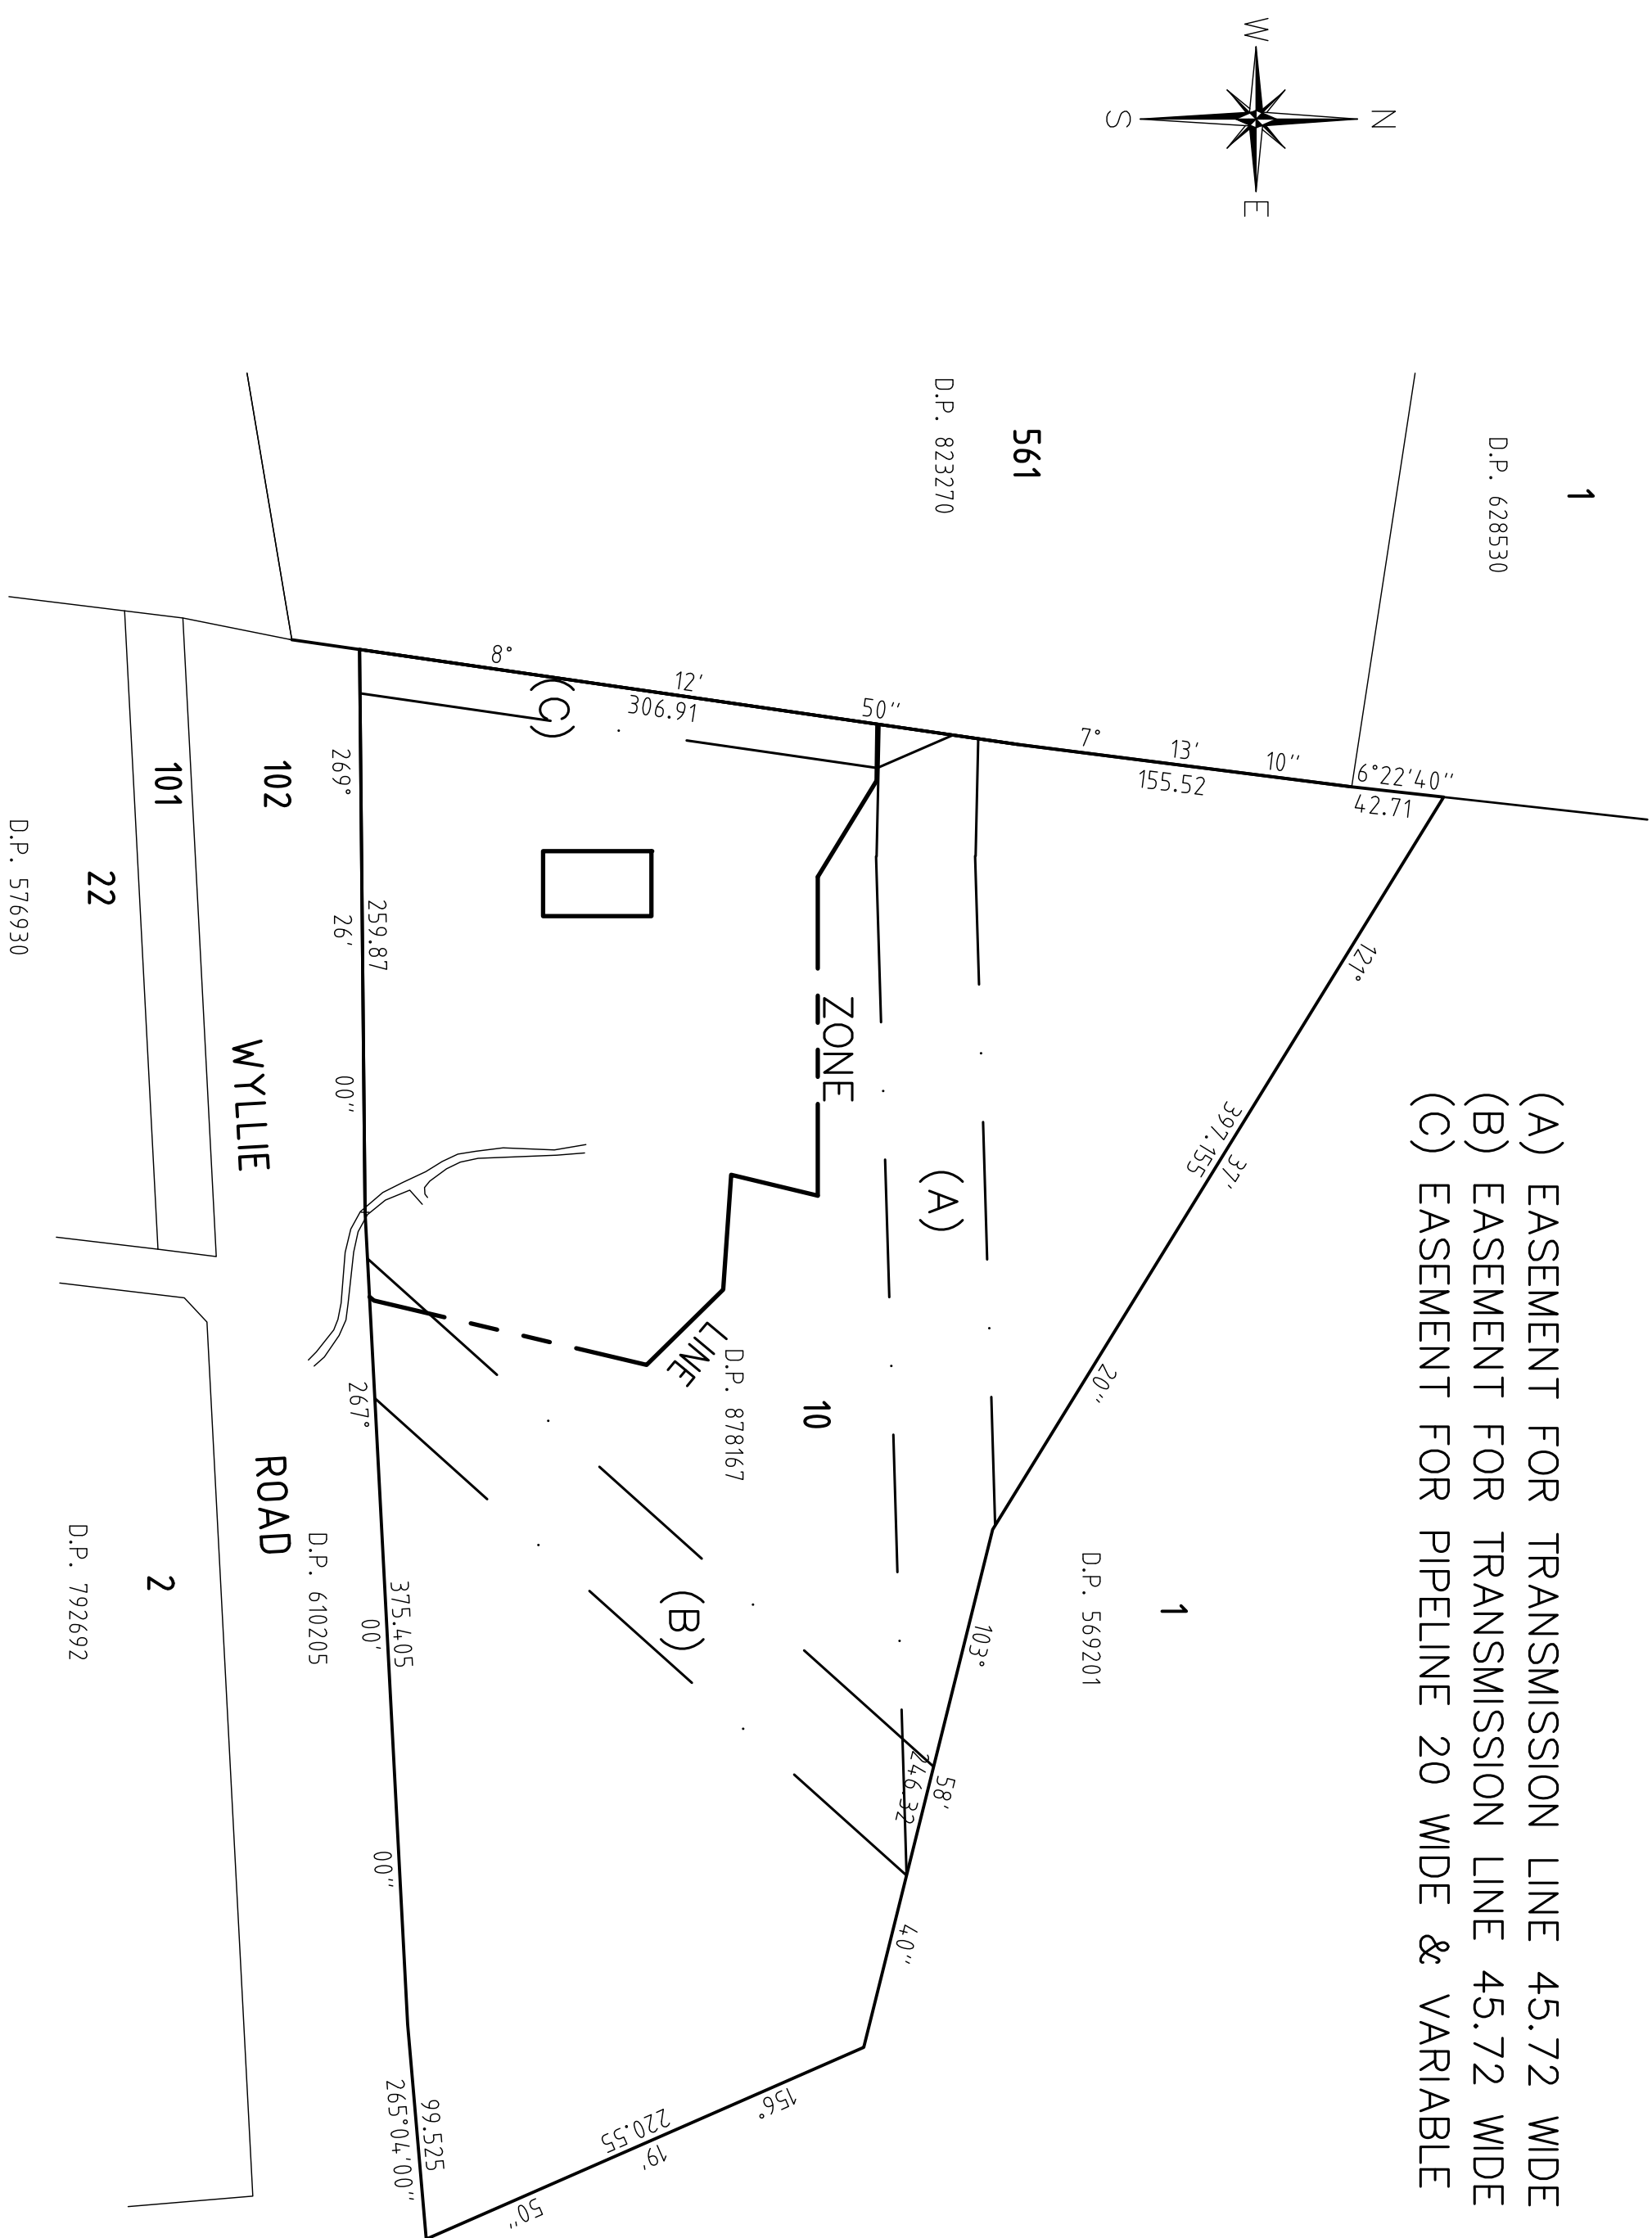 (A) EASEMENT FOR TRANSMISSION LINE 45.72 WIDE
(B) EASEMENT FOR TRANSMISSION LINE 45.72 WIDE
(C) EASEMENT FOR PIPELINE 20 WIDE & VARIABLE
N
W
E
S
1
D.P. 628530
561
D.P. 823270
6°22'40"
42.71
7°
13'
10"
155.52
8°
12'
50"
306.91
(C)
121°
37'
20"
397.155
1
D.P. 569201
103°
58'
40"
246.32
156°
19'
50"
220.55
(A)
ZONE
LINE
10
D.P. 878167
(B)
269°
26'
00"
259.87
267°
00'
00"
375.405
99.525
265°04'00"
D.P. 610205
102
WYLLIE
ROAD
101
22
D.P. 576930
2
D.P. 792692